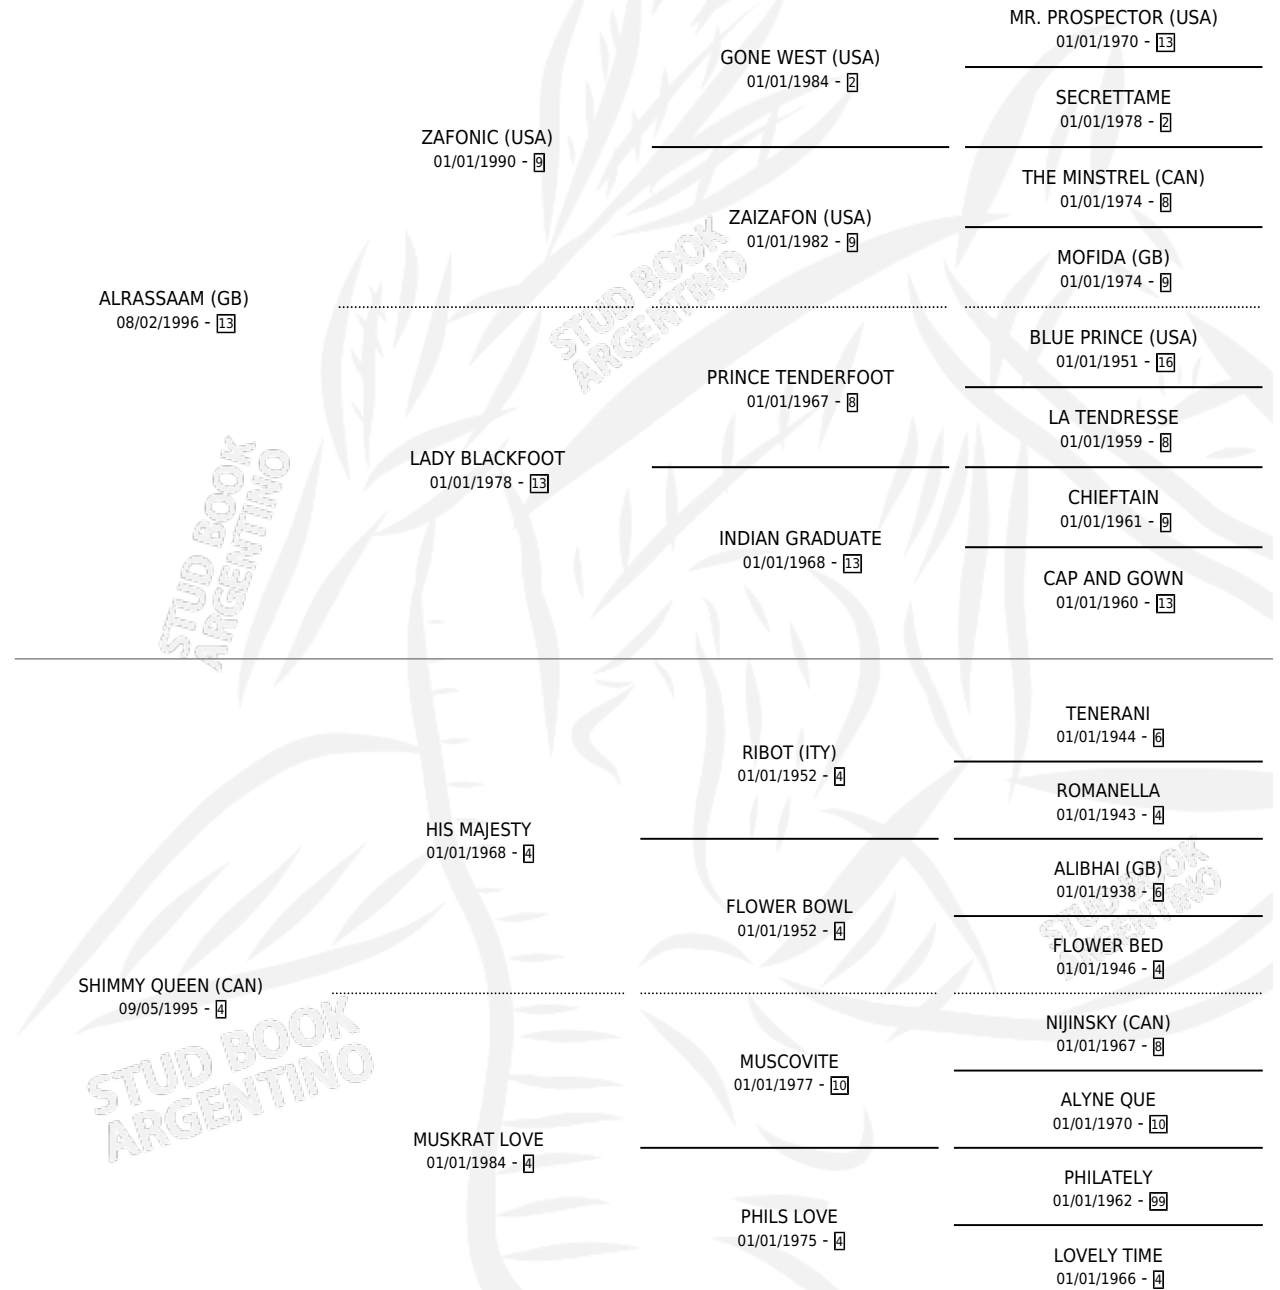 MR. PROSPECTOR (USA)
01/01/1970 - 13
GONE WEST (USA)
01/01/1984 - 2
SECRETTAME
01/01/1978 - 2
ZAFONIC (USA)
01/01/1990 - 9
THE MINSTREL (CAN)
01/01/1974 - 8
ZAIZAFON (USA)
01/01/1982 - 9
MOFIDA (GB)
01/01/1974 - 9
ALRASSAAM (GB)
08/02/1996 - 13
STUD BOOK
ARGENTINO
BLUE PRINCE (USA)
01/01/1951 - 16
PRINCE TENDERFOOT
01/01/1967 - 8
LA TENDRESSE
01/01/1959 - 8
LADY BLACKFOOT
01/01/1978 - 13
CHIEFTAIN
01/01/1961 - 9
INDIAN GRADUATE
01/01/1968 - 13
CAP AND GOWN
01/01/1960 - 13
STUD BOOK
ARGENTINO
TENERANI
01/01/1944 - 6
RIBOT (ITY)
01/01/1952 - 4
ROMANELLA
01/01/1943 - 4
HIS MAJESTY
01/01/1968 - 4
ALIBHAI (GB)
01/01/1938 - 6
FLOWER BOWL
01/01/1952 - 4
FLOWER BED
01/01/1946 - 4
STUD BOOK
ARGENTINO
SHIMMY QUEEN (CAN)
09/05/1995 - 4
NIJINSKY (CAN)
01/01/1967 - 8
MUSCOVITE
01/01/1977 - 10
ALYNE QUE
01/01/1970 - 10
STUD BOOK
ARGENTINO
MUSKRAT LOVE
01/01/1984 - 4
PHILATELY
01/01/1962 - 99
PHILS LOVE
01/01/1975 - 4
LOVELY TIME
01/01/1966 - 4